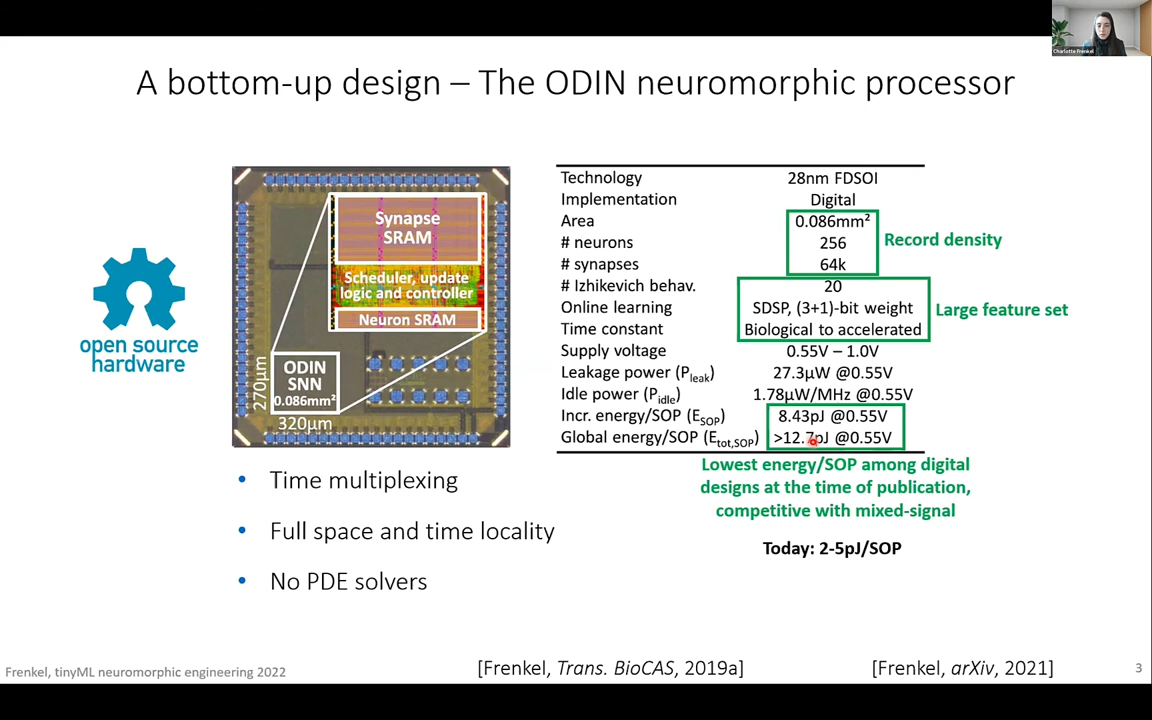 Charlotte Frenkel
A bottom-up design – The ODIN neuromorphic processor
open source
hardware
Synapse
SRAM
Scheduler, update
logic and controller
Neuron SRAM
ODIN
SNN
0.086mm²
270µm
320µm
Technology 28nm FDSOI
Implementation Digital
Area 0.086mm²
# neurons 256
# synapses 64k
Record density
# Izhikevich behav. 20
Online learning SDSP, (3+1)-bit weight
Time constant Biological to accelerated
Large feature set
Supply voltage 0.55V – 1.0V
Leakage power (Pleak) 27.3µW @0.55V
Idle power (Pidle) 1.78µW/MHz @0.55V
Incr. energy/SOP (ESOP) 8.43pJ @0.55V
Global energy/SOP (Etot,SOP) >12.7pJ @0.55V
Lowest energy/SOP among digital
designs at the time of publication,
competitive with mixed-signal
Today: 2-5pJ/SOP
• Time multiplexing
• Full space and time locality
• No PDE solvers
Frenkel, tinyML neuromorphic engineering 2022
[Frenkel, Trans. BioCAS, 2019a]
[Frenkel, arXiv, 2021]
3